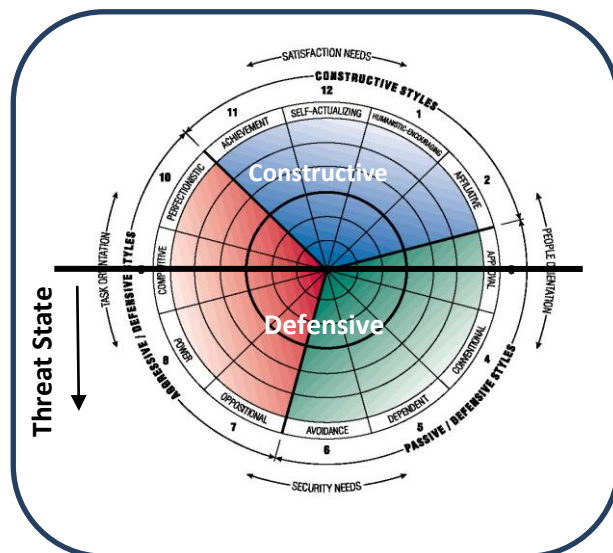 SATISFACTION NEEDS
CONSTRUCTIVE STYLES
12
11
1
SELF-ACTUALIZING
ACHIEVEMENT
HUMANISTIC-ENCOURAGING
10
PERFECTIONISTIC
Constructive
AFFILIATIVE
2
TASK ORIENTATION
COMPETITIVE
APPROVAL
PEOPLE ORIENTATION
AGGRESSIVE / DEFENSIVE STYLES
Threat State
Defensive
8
POWER
CONVENTIONAL
4
OPPOSITIONAL
DEPENDENT
7
AVOIDANCE
5
PASSIVE / DEFENSIVE STYLES
6
SECURITY NEEDS